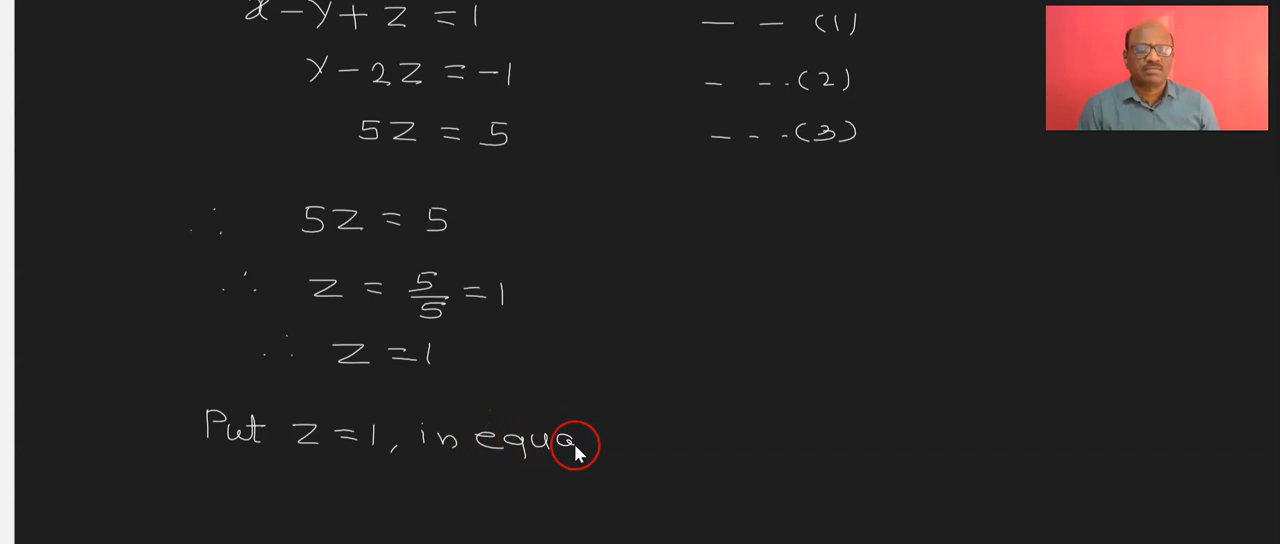 x - y + z = 1 — — (1)
y - 2z = -1 - - - (2)
5z = 5 - - - (3)
∴ 5z = 5
∴ z = 5/5 = 1
∴ z = 1
Put z = 1, in equa